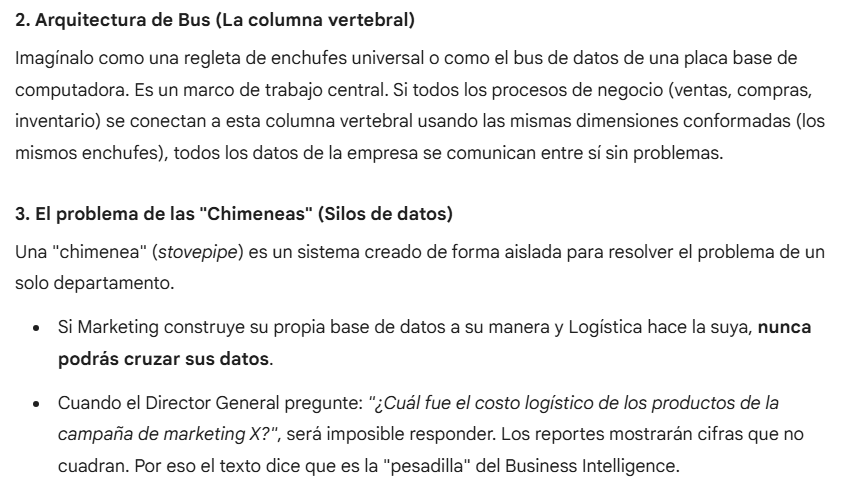 2. Arquitectura de Bus (La columna vertebral)
Imagínalo como una regleta de enchufes universal o como el bus de datos de una placa base de
computadora. Es un marco de trabajo central. Si todos los procesos de negocio (ventas, compras,
inventario) se conectan a esta columna vertebral usando las mismas dimensiones conformadas (los
mismos enchufes), todos los datos de la empresa se comunican entre sí sin problemas.
3. El problema de las "Chimeneas" (Silos de datos)
Una "chimenea" (stovepipe) es un sistema creado de forma aislada para resolver el problema de un
solo departamento.
• Si Marketing construye su propia base de datos a su manera y Logística hace la suya, nunca
podrás cruzar sus datos.
• Cuando el Director General pregunte: "¿Cuál fue el costo logístico de los productos de la
campaña de marketing X?", será imposible responder. Los reportes mostrarán cifras que no
cuadran. Por eso el texto dice que es la "pesadilla" del Business Intelligence.